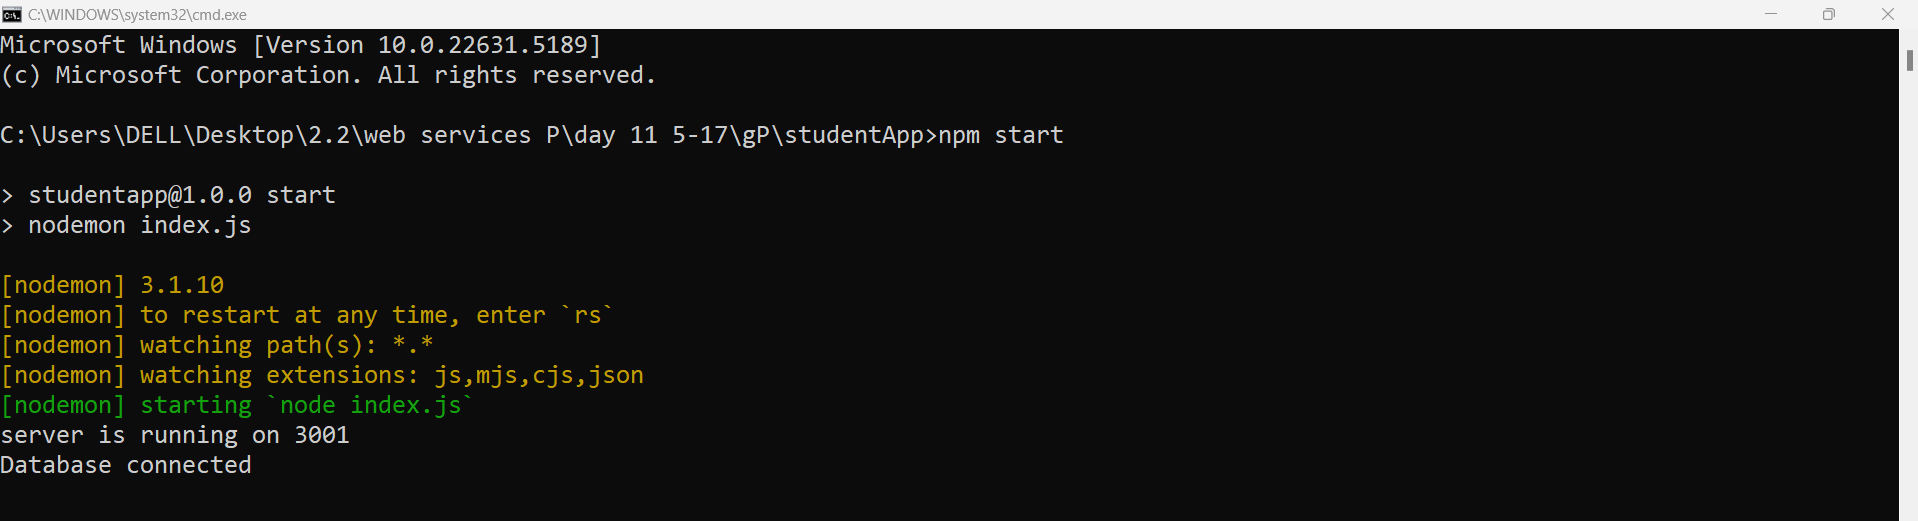 C:\WINDOWS\system32\cmd.exe
Microsoft Windows [Version 10.0.22631.5189]
(c) Microsoft Corporation. All rights reserved.
C:\Users\DELL\Desktop\2.2\web services P\day 11 5-17\gP\studentApp>npm start
> studentapp@1.0.0 start
> nodemon index.js
[nodemon] 3.1.10
[nodemon] to restart at any time, enter `rs`
[nodemon] watching path(s): *.*
[nodemon] watching extensions: js,mjs,cjs,json
[nodemon] starting `node index.js`
server is running on 3001
Database connected